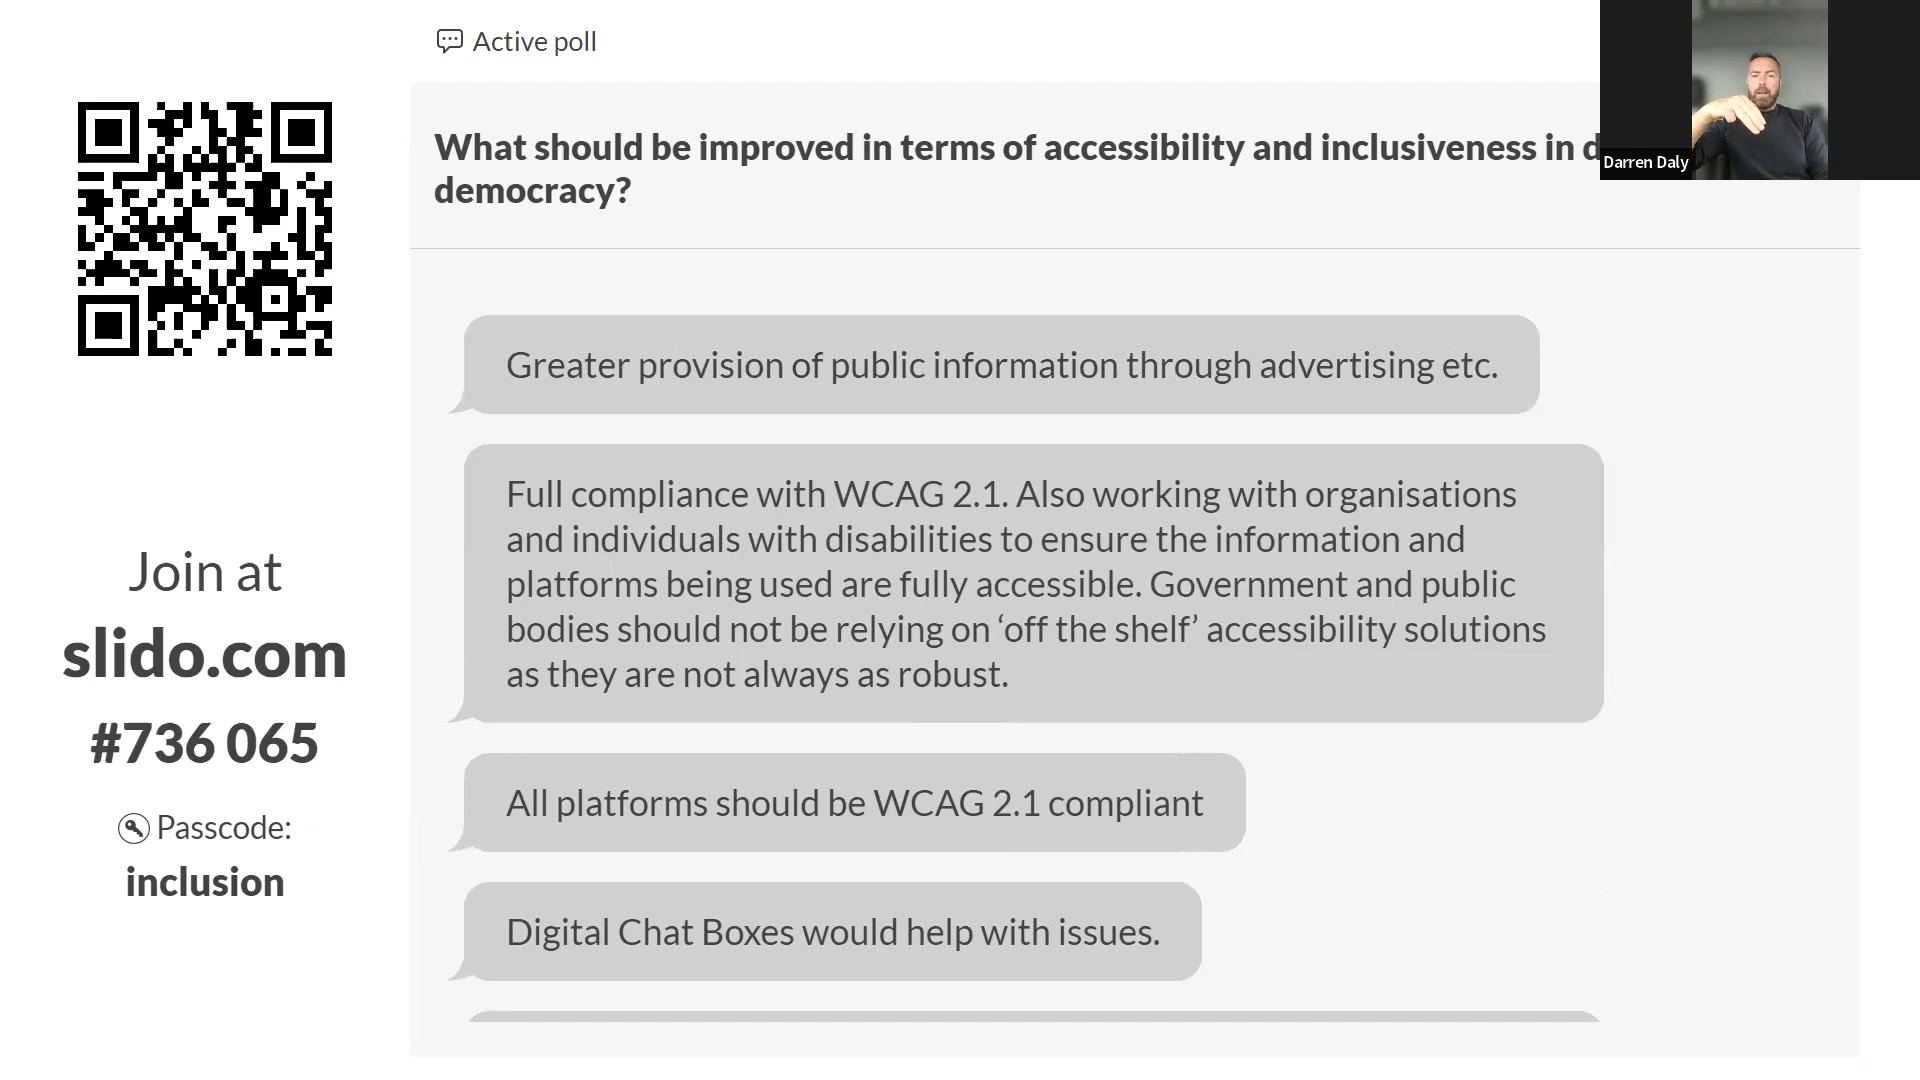 Active poll
What should be improved in terms of accessibility and inclusiveness in
democracy?
Darren Daly
Greater provision of public information through advertising etc.
Full compliance with WCAG 2.1. Also working with organisations
and individuals with disabilities to ensure the information and
platforms being used are fully accessible. Government and public
bodies should not be relying on ‘off the shelf’ accessibility solutions
as they are not always as robust.
All platforms should be WCAG 2.1 compliant
Digital Chat Boxes would help with issues.
Join at
slido.com
#736 065
Passcode:
inclusion